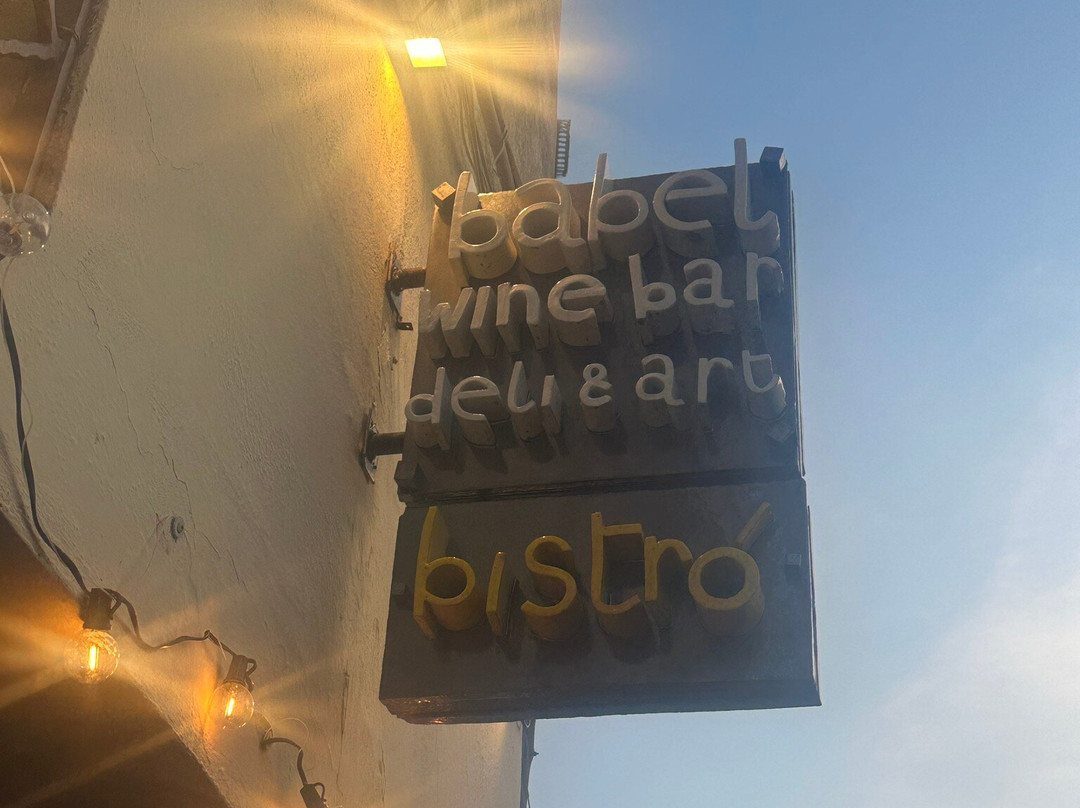 babel
wine bar
deli & art
bistró